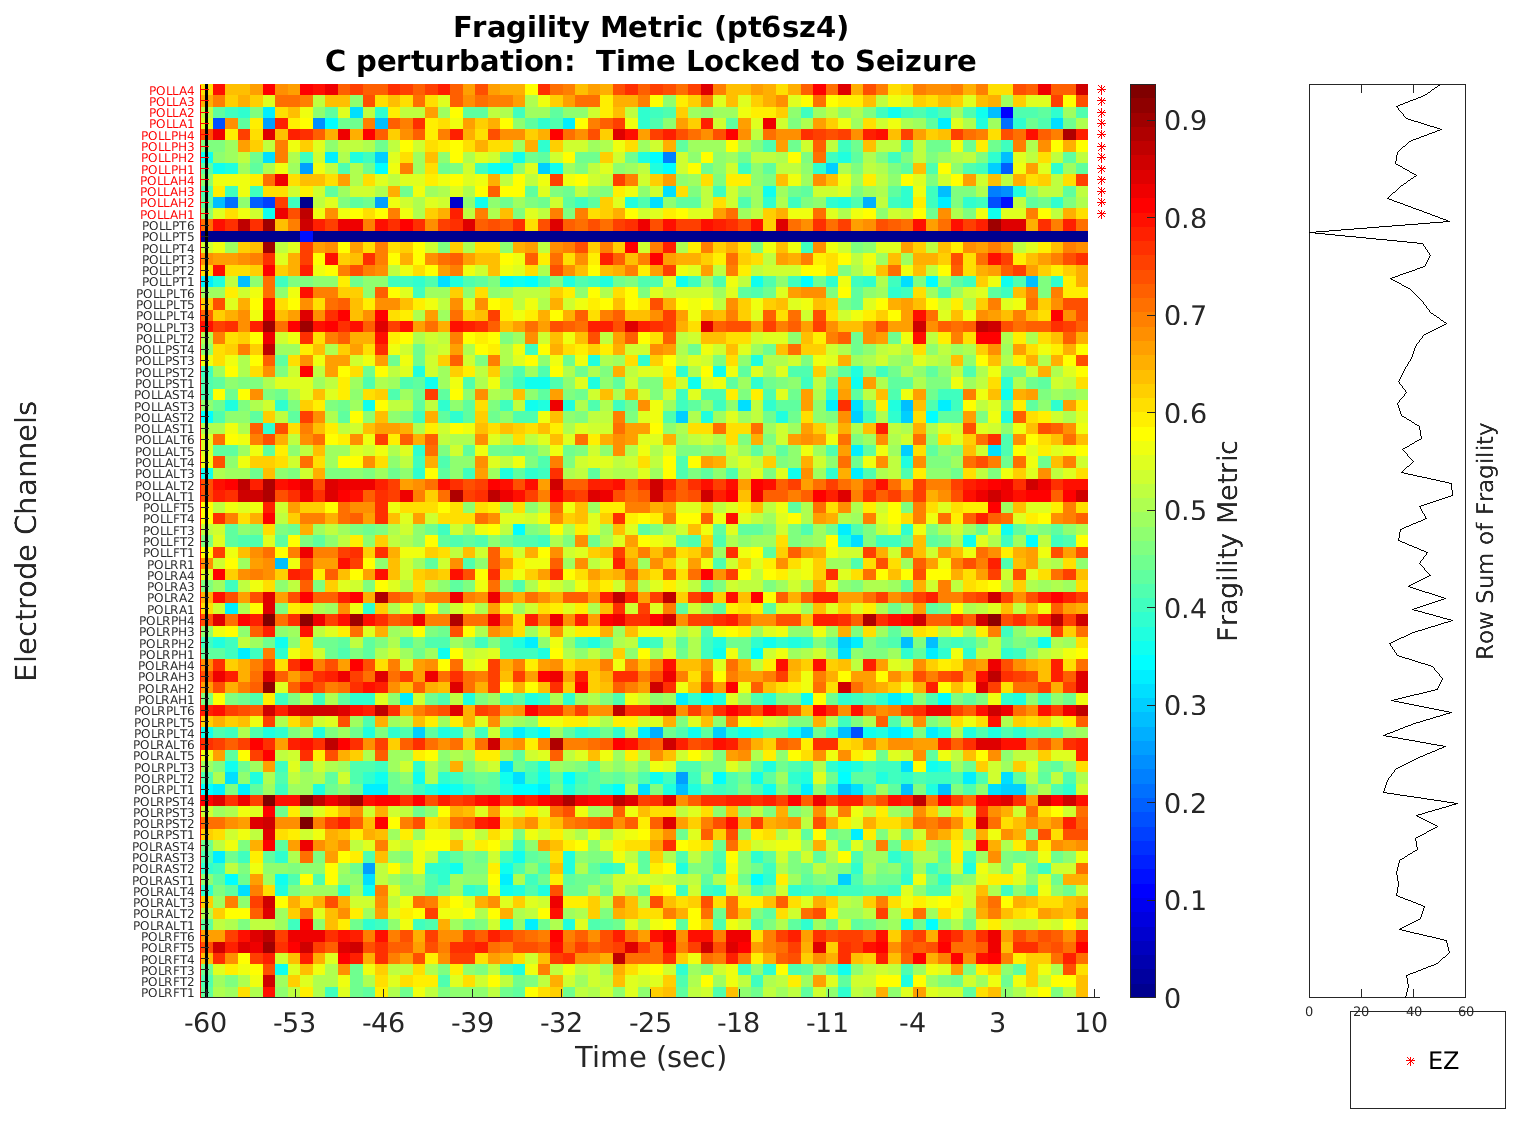 Fragility Metric (pt6sz4)
C perturbation: Time Locked to Seizure
Electrode Channels
POLLA4
POLLA3
POLLA2
POLLA1
POLLPH4
POLLPH3
POLLPH2
POLLPH1
POLLAH4
POLLAH3
POLLAH2
POLLAH1
POLLPT6
POLLPT5
POLLPT4
POLLPT3
POLLPT2
POLLPT1
POLLPLT6
POLLPLT5
POLLPLT4
POLLPLT3
POLLPLT2
POLLPST4
POLLPST3
POLLPST2
POLLPST1
POLLAST4
POLLAST3
POLLAST2
POLLAST1
POLLALT6
POLLALT5
POLLALT4
POLLALT3
POLLALT2
POLLALT1
POLLFT5
POLLFT4
POLLFT3
POLLFT2
POLLFT1
POLRR1
POLRA4
POLRA3
POLRA2
POLRA1
POLRPH4
POLRPH3
POLRPH2
POLRPH1
POLRAH4
POLRAH3
POLRAH2
POLRAH1
POLRPLT6
POLRPLT5
POLRPLT4
POLRALT6
POLRALT5
POLRPLT3
POLRPLT2
POLRPLT1
POLRPST4
POLRPST3
POLRPST2
POLRPST1
POLRAST4
POLRAST3
POLRAST2
POLRAST1
POLRALT4
POLRALT3
POLRALT2
POLRALT1
POLRFT6
POLRFT5
POLRFT4
POLRFT3
POLRFT2
POLRFT1
-60 -53 -46 -39 -32 -25 -18 -11 -4 3 10
Time (sec)
0.9
0.8
0.7
0.6
0.5
0.4
0.3
0.2
0.1
0
Fragility Metric
0 20 40 60
Row Sum of Fragility
EZ